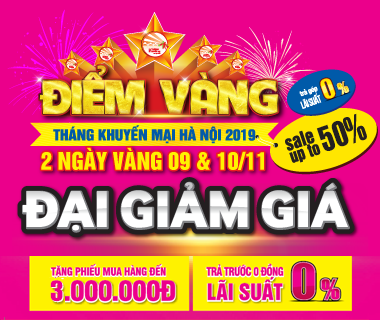 ĐIỂM VÀNG
trả góp
LÃI SUẤT 0%
THÁNG KHUYẾN MẠI HÀ NỘI 2019
sale
up to 50%
2 NGÀY VÀNG 09 & 10/11
ĐẠI GIẢM GIÁ
TẶNG PHIẾU MUA HÀNG ĐẾN
3.000.000Đ
TRẢ TRƯỚC 0 ĐỒNG
LÃI SUẤT 0%